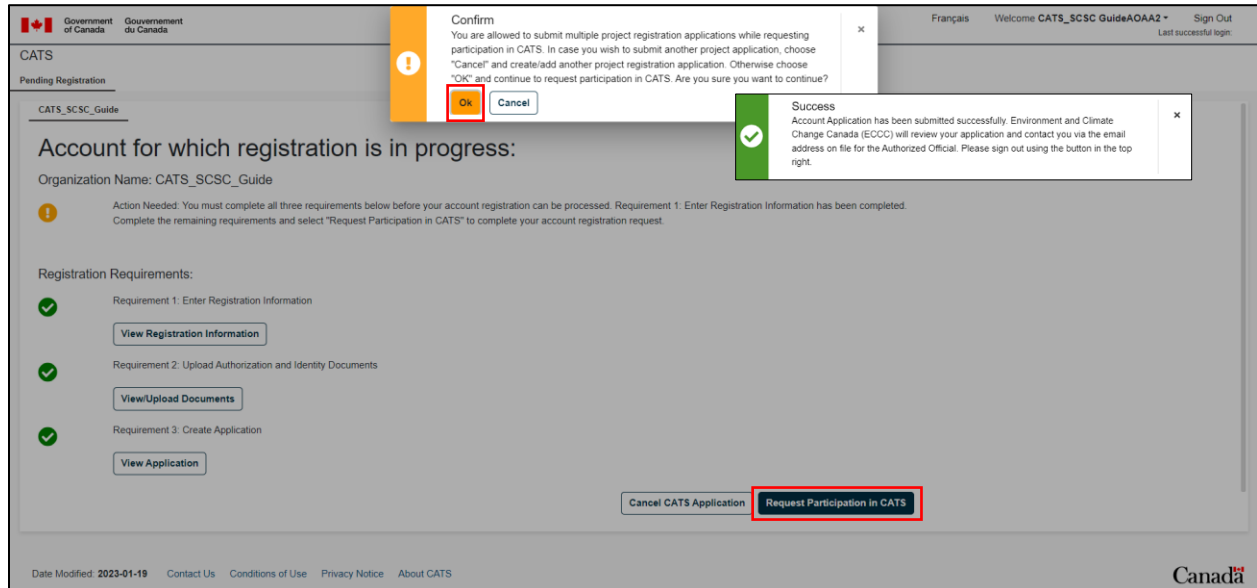 Government of Canada
Gouvernement du Canada
Français
Welcome CATS_SCSC GuideAOAA2
Sign Out
Last successful login:
Confirm
You are allowed to submit multiple project registration applications while requesting
participation in CATS. In case you wish to submit another project application, choose
"Cancel" and create/add another project registration application. Otherwise choose
"OK" and continue to request participation in CATS. Are you sure you want to continue?
Ok
Cancel
×
CATS
Pending Registration
Success
Account Application has been submitted successfully. Environment and Climate
Change Canada (ECCC) will review your application and contact you via the email
address on file for the Authorized Official. Please sign out using the button in the top
right.
×
CATS_SCSC_Guide
Account for which registration is in progress:
Organization Name: CATS_SCSC_Guide
Action Needed: You must complete all three requirements below before your account registration can be processed. Requirement 1: Enter Registration Information has been completed.
Complete the remaining requirements and select "Request Participation in CATS" to complete your account registration request.
Registration Requirements:
Requirement 1: Enter Registration Information
View Registration Information
Requirement 2: Upload Authorization and Identity Documents
View/Upload Documents
Requirement 3: Create Application
View Application
Cancel CATS Application
Request Participation in CATS
Date Modified: 2023-01-19
Contact Us
Conditions of Use
Privacy Notice
About CATS
Canada